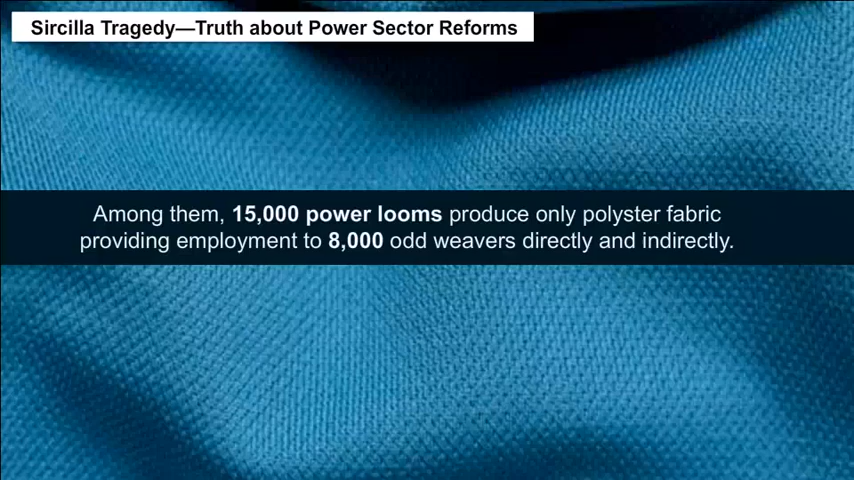 Sircilla Tragedy—Truth about Power Sector Reforms
Among them, 15,000 power looms produce only polyster fabric
providing employment to 8,000 odd weavers directly and indirectly.